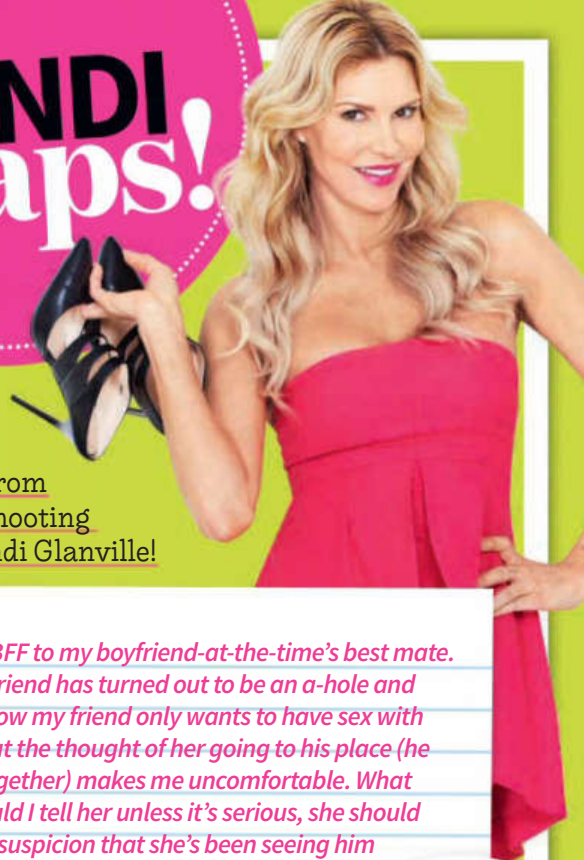 NDI
aps!
rom
hooting
di Glanville!
BFF to my boyfriend-at-the-time's best mate.
riend has turned out to be an a-hole and
ow my friend only wants to have sex with
t the thought of her going to his place (he
gether) makes me uncomfortable. What
ld I tell her unless it's serious, she should
suspicion that she's been seeing him